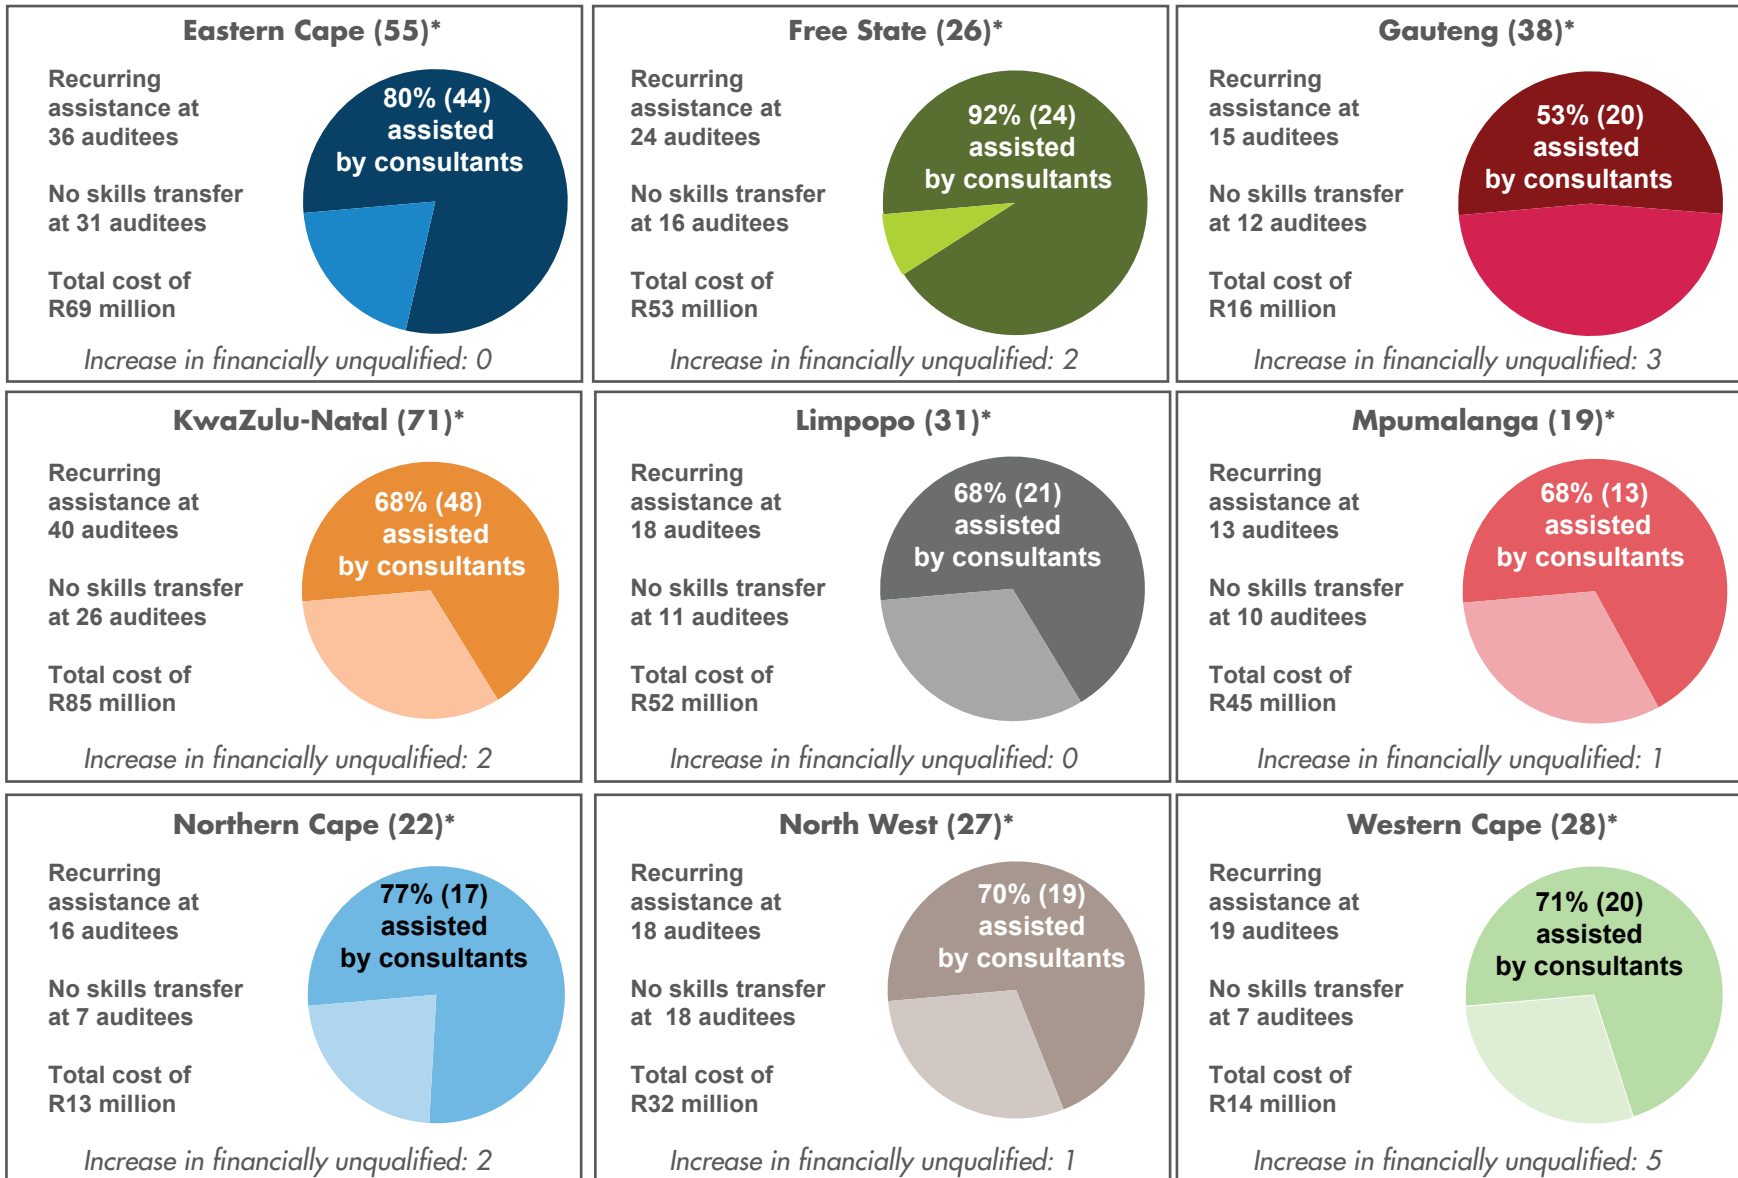 Eastern Cape (55)*
Recurring
assistance at
36 auditees
No skills transfer
at 31 auditees
Total cost of
R69 million
80% (44)
assisted
by consultants
Increase in financially unqualified: 0
Free State (26)*
Recurring
assistance at
24 auditees
No skills transfer
at 16 auditees
Total cost of
R53 million
92% (24)
assisted
by consultants
Increase in financially unqualified: 2
Gauteng (38)*
Recurring
assistance at
15 auditees
No skills transfer
at 12 auditees
Total cost of
R16 million
53% (20)
assisted
by consultants
Increase in financially unqualified: 3
KwaZulu-Natal (71)*
Recurring
assistance at
40 auditees
No skills transfer
at 26 auditees
Total cost of
R85 million
68% (48)
assisted
by consultants
Increase in financially unqualified: 2
Limpopo (31)*
Recurring
assistance at
18 auditees
No skills transfer
at 11 auditees
Total cost of
R52 million
68% (21)
assisted
by consultants
Increase in financially unqualified: 0
Mpumalanga (19)*
Recurring
assistance at
13 auditees
No skills transfer
at 10 auditees
Total cost of
R45 million
68% (13)
assisted
by consultants
Increase in financially unqualified: 1
Northern Cape (22)*
Recurring
assistance at
16 auditees
No skills transfer
at 7 auditees
Total cost of
R13 million
77% (17)
assisted
by consultants
Increase in financially unqualified: 2
North West (27)*
Recurring
assistance at
18 auditees
No skills transfer
at 18 auditees
Total cost of
R32 million
70% (19)
assisted
by consultants
Increase in financially unqualified: 1
Western Cape (28)*
Recurring
assistance at
19 auditees
No skills transfer
at 7 auditees
Total cost of
R14 million
71% (20)
assisted
by consultants
Increase in financially unqualified: 5